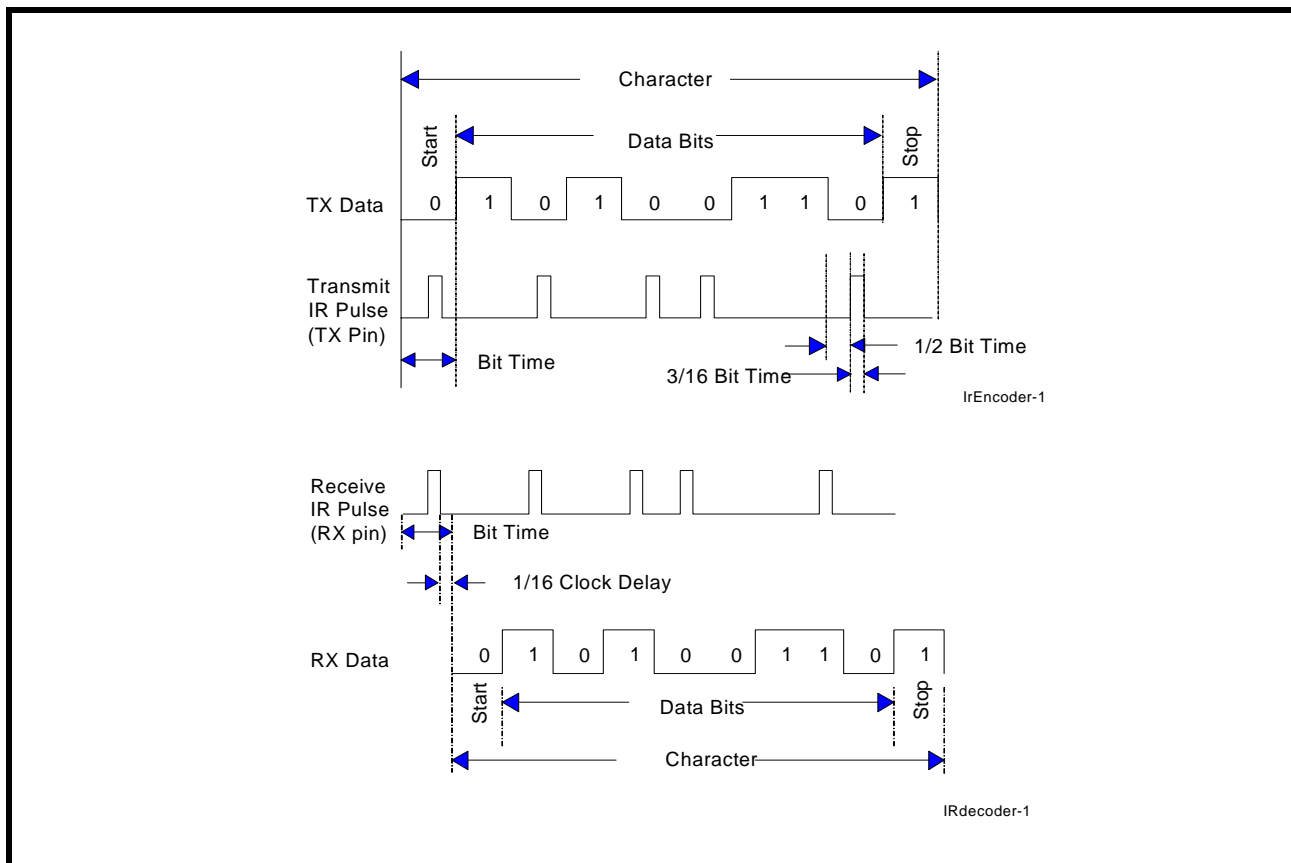 Character
Start
Data Bits
Stop
TX Data
0 1 0 1 0 0 1 1 0 1
Transmit
IR Pulse
(TX Pin)
Bit Time
1/2 Bit Time
3/16 Bit Time
IrEncoder-1
Receive
IR Pulse
(RX pin)
Bit Time
1/16 Clock Delay
RX Data
0 1 0 1 0 0 1 1 0 1
Start
Data Bits
Stop
Character
IRdecoder-1